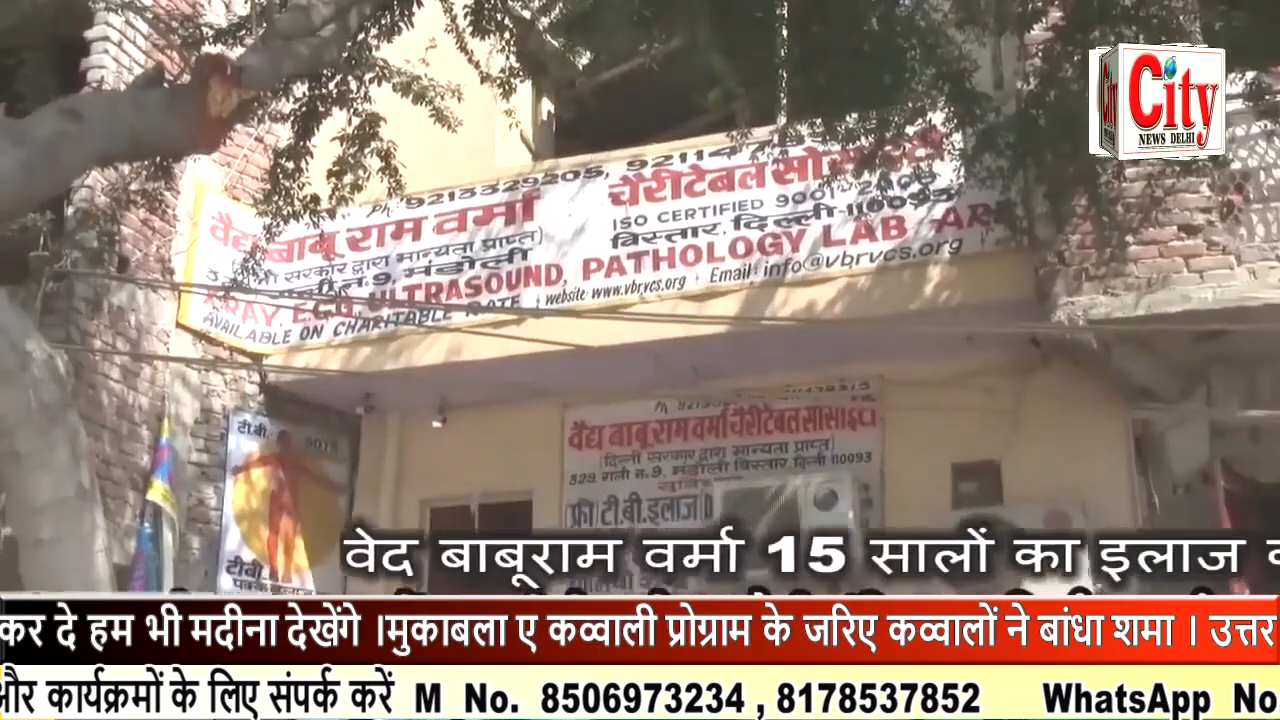 City
NEWS DELHI
Ph:9213329205,
वैद्य बाबू राम वर्मा चैरीटेबल
सरकार द्वारा मान्यता प्राप्त)
ISO CERTIFIED 9001
मंडोली विस्तार, दिल्ली-110093
XRAY, ECG, ULTRASOUND, PATHOLOGY LAB
AVAILABLE ON CHARITABLE RATE website www.vbrvcs.org Email: info@vbrvcs.org
वैद्य बाबू राम वर्मा चैरीटेबल
(दिल्ली सरकार द्वारा मान्यता प्राप्त)
329 गली न. 9, मंडोली विस्तार दिल्ली 110093
फ्री टी.बी. इलाज
टी.बी.
टी.बी.
वेद बाबूराम वर्मा 15 सालों का इलाज
कर दे हम भी मदीना देखेंगे ।मुकाबला ए कव्वाली प्रोग्राम के जरिए कव्वालों ने बांधा शमा । उत्तर
और कार्यक्रमों के लिए संपर्क करें M No. 8506973234 , 8178537852 WhatsApp No